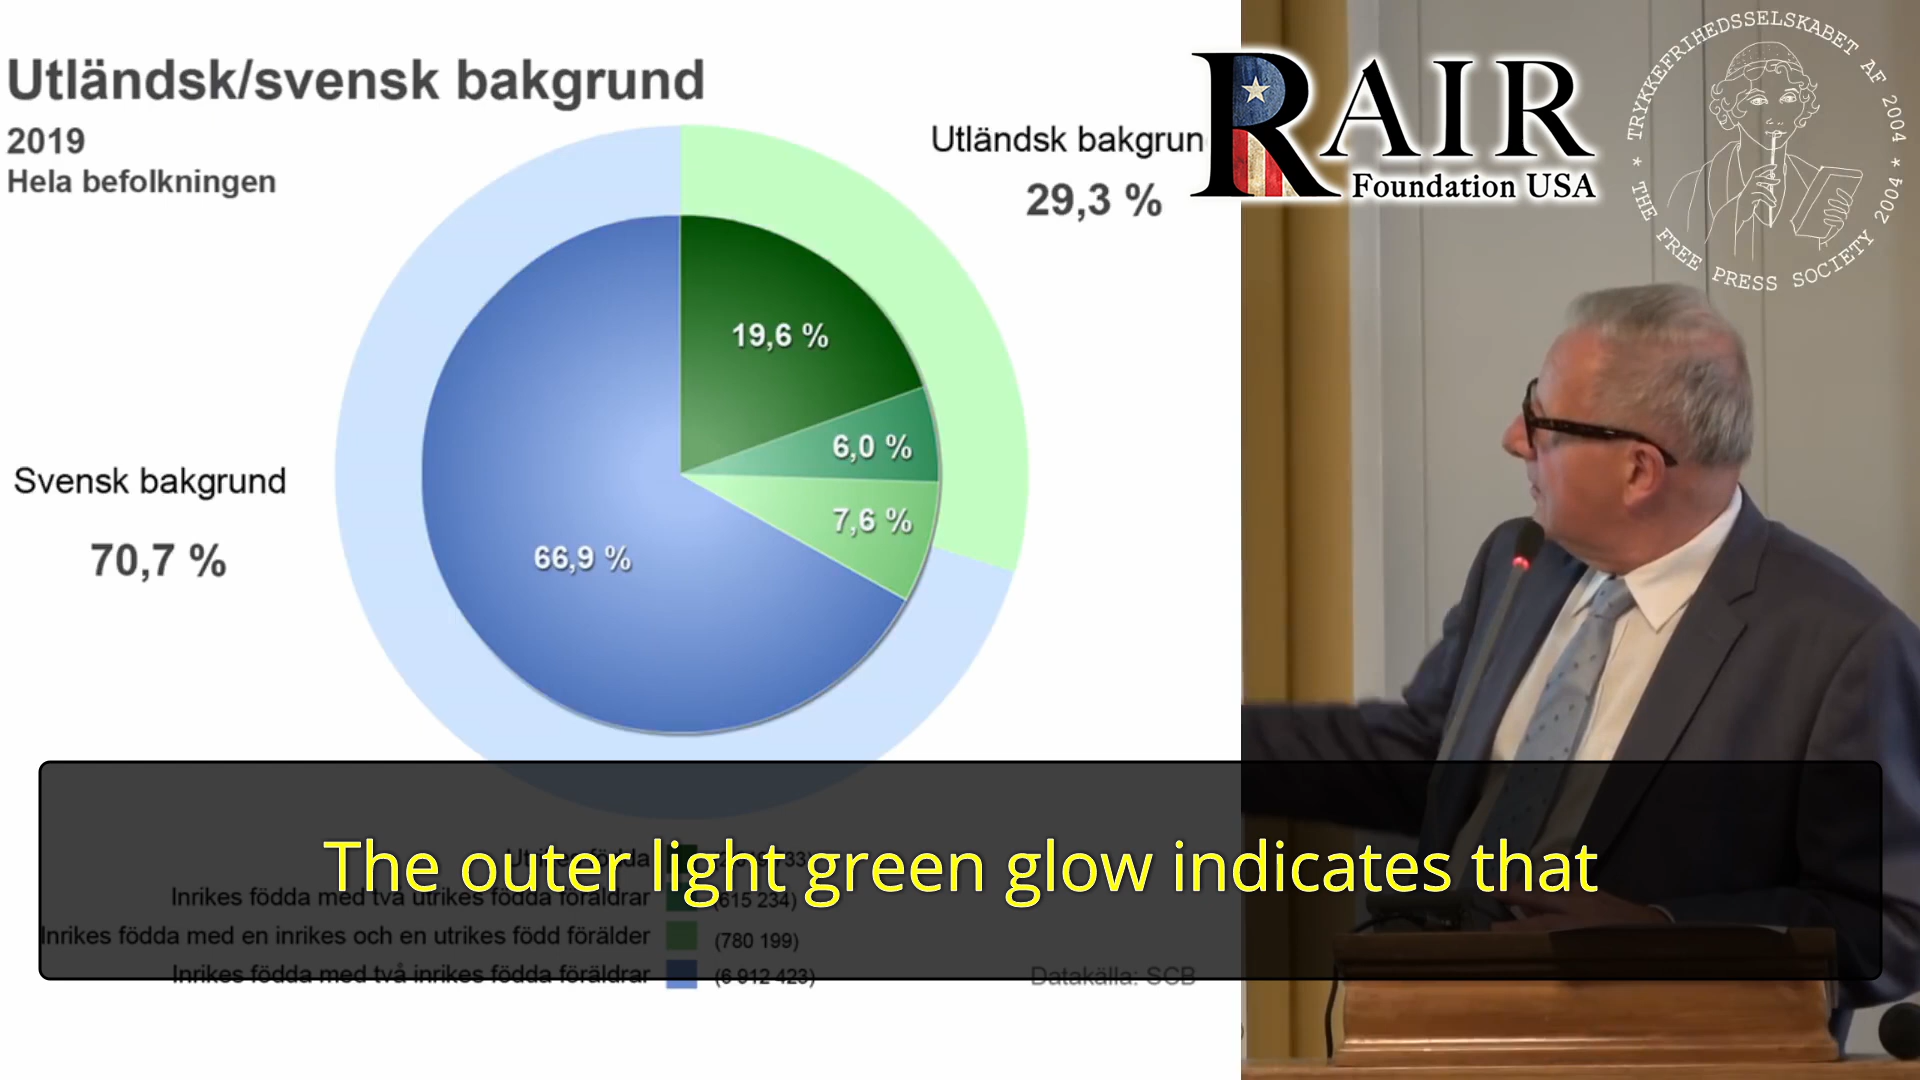 Utländsk/svensk bakgrund
2019
Hela befolkningen
Utländsk bakgrun
29,3 %
RAIR
Foundation USA
* TRYKKEFRIHEDSSELSKABET AF 2004 *
THE FREE PRESS SOCIETY 2004
19,6 %
6,0 %
7,6 %
66,9 %
Svensk bakgrund
70,7 %
The outer light green glow indicates that
Inrikes födda med två utrikes födda föräldrar (615 234)
Inrikes födda med en inrikes och en utrikes född förälder (780 199)
Inrikes födda med två inrikes födda föräldrar (6 912 423)
Datakälla: SCB